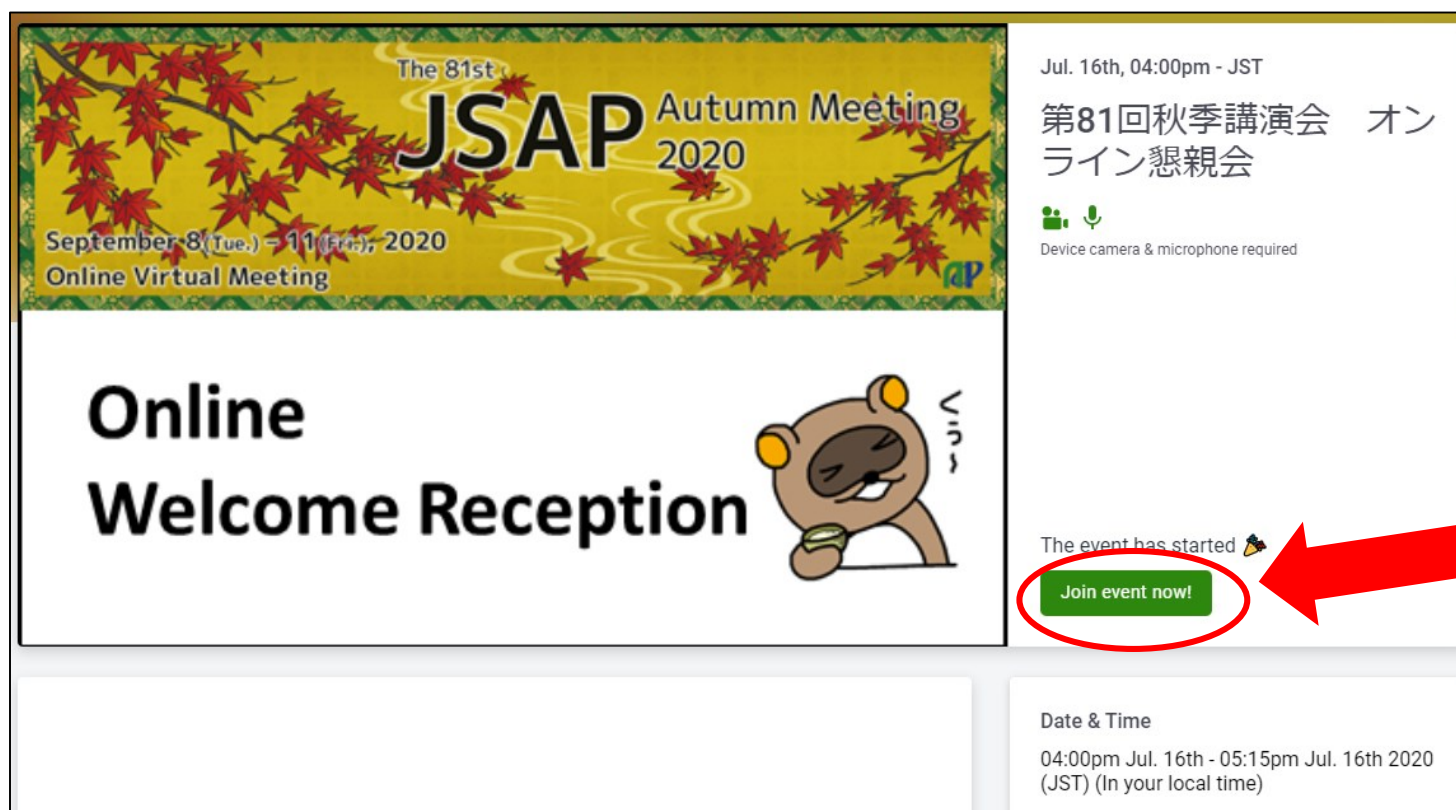 The 81st
JSAP Autumn Meeting
2020
September 8(Tue.) – 11(Fri.), 2020
Online Virtual Meeting
Online
Welcome Reception
くぅ~
Jul. 16th, 04:00pm - JST
第81回秋季講演会　オン
ライン懇親会
Device camera & microphone required
The event has started
Join event now!
Date & Time
04:00pm Jul. 16th - 05:15pm Jul. 16th 2020
(JST) (In your local time)